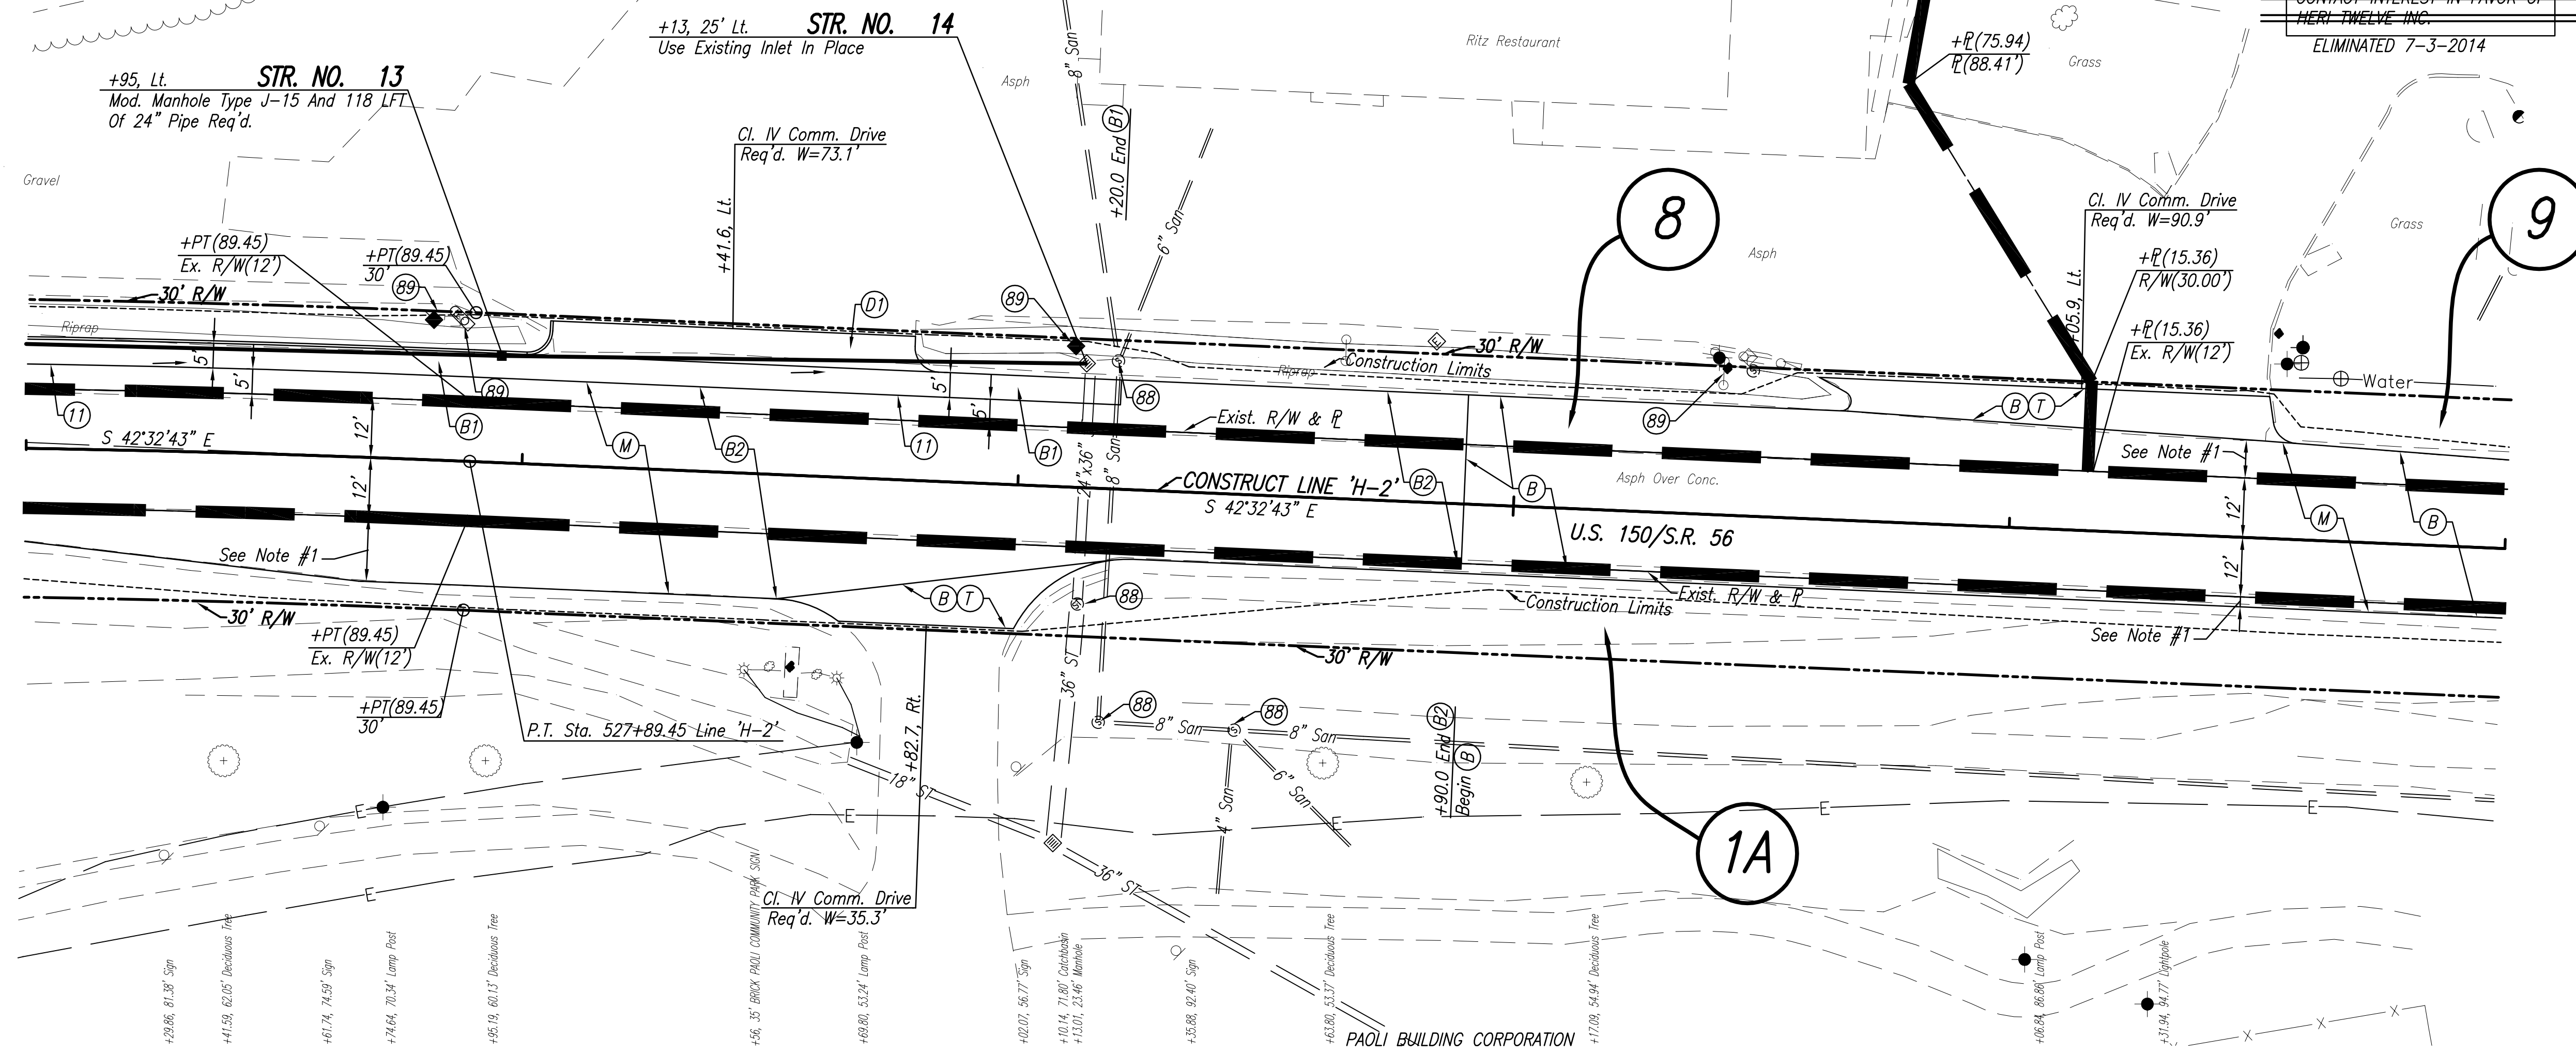 CONTACT INTEREST IN FAVOR OF
HERI TWELVE INC.
ELIMINATED 7-3-2014
+13, 25' Lt. STR. NO. 14
Use Existing Inlet In Place
8" San
Ritz Restaurant
+PL(75.94)
PL(88.41')
Grass
Asph
+95, Lt. STR. NO. 13
Mod. Manhole Type J-15 And 118 LFT
Of 24" Pipe Req'd.
Cl. IV Comm. Drive
Req'd. W=73.1'
+41.6, Lt.
+20.0 End B1
6" San
Gravel
8
Asph
Cl. IV Comm. Drive
Req'd. W=90.9'
+05.9, Lt.
Grass
9
+PT(89.45)
Ex. R/W(12')
+PT(89.45)
30'
89
+PL(15.36)
R/W(30.00')
+PL(15.36)
Ex. R/W(12')
30' R/W
Riprap
D1
89
E
30' R/W
Construction Limits
Riprap
S
S
Water
5'
5'
5'
5'
11
89
B1
M
B2
11
B1
88
Exist. R/W & PL
89
B T
See Note #1
S 42°32'43" E
12'
12'
24"x36"
8" San
CONSTRUCT LINE 'H-2'
S 42°32'43" E
B2
B
Asph Over Conc.
U.S. 150/S.R. 56
12'
12'
M
B
See Note #1
30' R/W
B T
88
Construction Limits
Exist. R/W & PL
See Note #1
+PT(89.45)
Ex. R/W(12')
+PT(89.45)
30'
P.T. Sta. 527+89.45 Line 'H-2'
36" ST
30' R/W
+82.7, Rt.
S
88
8" San
S
88
8" San
+90.0 End B2
Begin B
18" ST
6" San
4" San
E
E
E
E
E
E
1A
36" ST
Cl. IV Comm. Drive
Req'd. W=35.3'
+29.86, 81.38' Sign
+41.59, 62.05' Deciduous Tree
+61.74, 74.59' Sign
+74.64, 70.34' Lamp Post
+95.19, 60.13' Deciduous Tree
+56, 35' BRICK PAOLI COMMUNITY PARK SIGN
+69.80, 53.24' Lamp Post
+02.07, 56.77' Sign
+10.14, 71.80' Catchbasin
+13.01, 23.46' Manhole
+35.88, 92.40' Sign
+63.80, 53.37' Deciduous Tree
+17.09, 54.94' Deciduous Tree
+06.84, 86.86' Lamp Post
+31.94, 94.77' Lightpole
X
X
X
PAOLI BUILDING CORPORATION